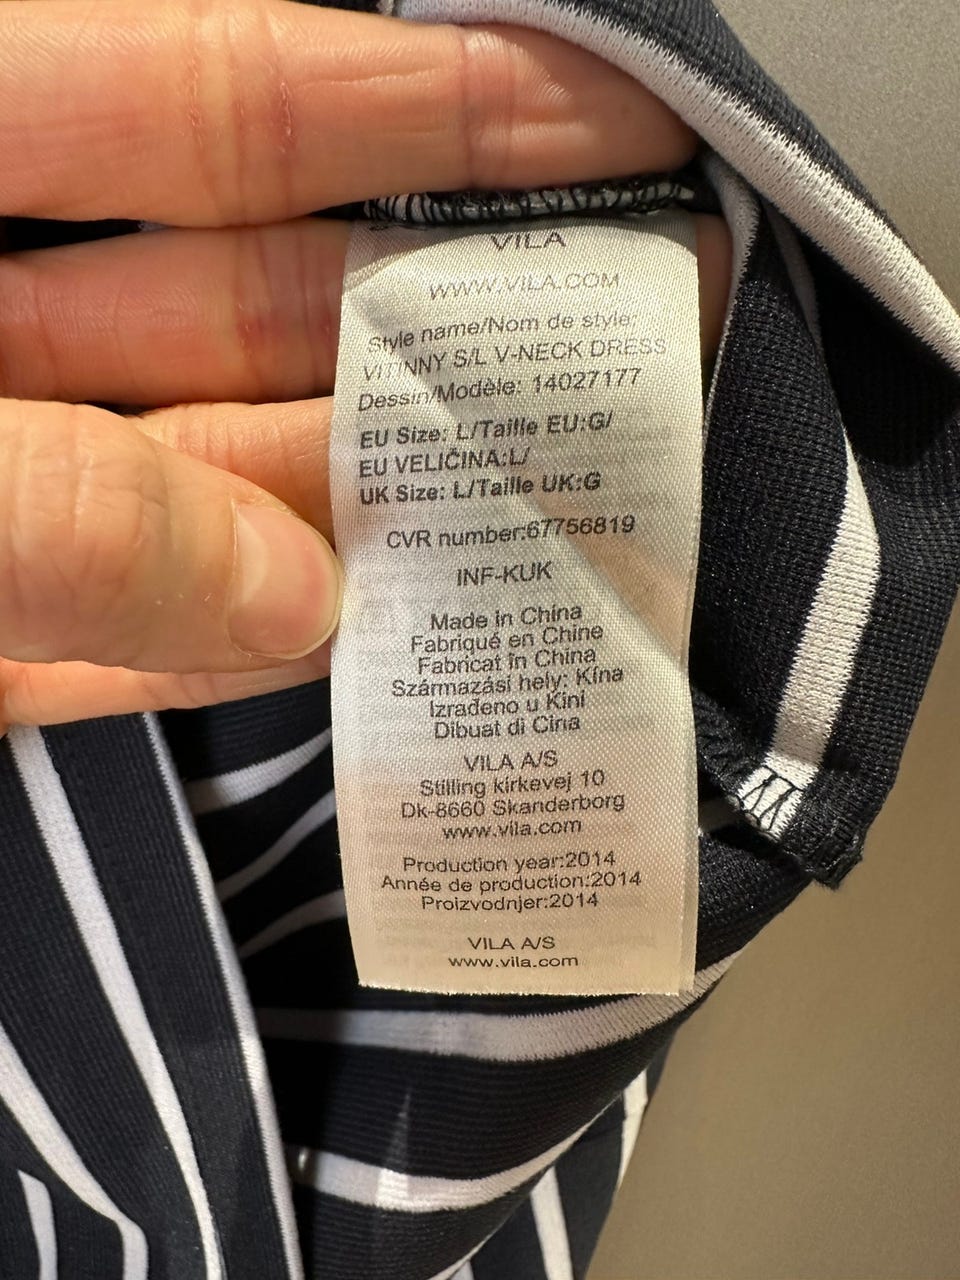 VILA
WWW.VILA.COM
Style name/Nom de style:
VITINNY S/L V-NECK DRESS
Dessin/Modèle: 14027177
EU Size: L/Taille EU:G/
EU VELIČINA:L/
UK Size: L/Taille UK:G
CVR number:67756819
INF-KUK
Made in China
Fabriqué en Chine
Fabricat în China
Származási hely: Kína
Izrađeno u Kini
Dibuat di Cina
VILA A/S
Stilling kirkevej 10
Dk-8660 Skanderborg
www.vila.com
Production year:2014
Année de production:2014
Proizvodnjer:2014
VILA A/S
www.vila.com